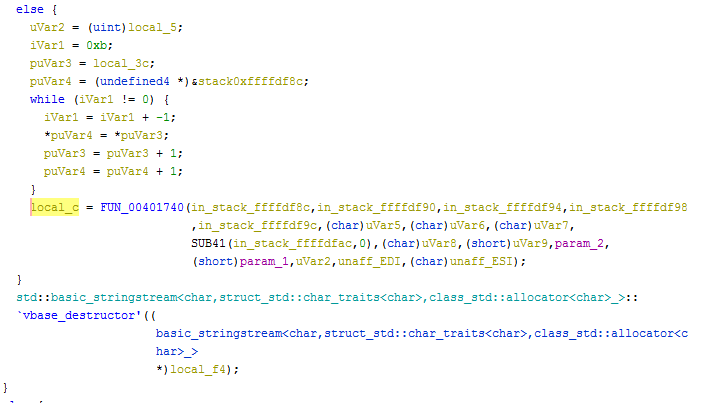 else {
uVar2 = (uint)local_5;
iVar1 = 0xb;
puVar3 = local_3c;
puVar4 = (undefined4 *)&stack0xffffdf8c;
while (iVar1 != 0) {
iVar1 = iVar1 + -1;
*puVar4 = *puVar3;
puVar3 = puVar3 + 1;
puVar4 = puVar4 + 1;
}
local_c = FUN_00401740(in_stack_ffffdf8c,in_stack_ffffdf90,in_stack_ffffdf94,in_stack_ffffdf98
,in_stack_ffffdf9c,(char)uVar5,(char)uVar6,(char)uVar7,
SUB41(in_stack_ffffdfac,0),(char)uVar8,(short)uVar9,param_2,
(short)param_1,uVar2,unaff_EDI,(char)unaff_ESI);
}
std::basic_stringstream<char,struct_std::char_traits<char>,class_std::allocator<char>_>::
`vbase_destructor'((
basic_stringstream<char,struct_std::char_traits<char>,class_std::allocator<c
har>_>
*)local_f4);
}